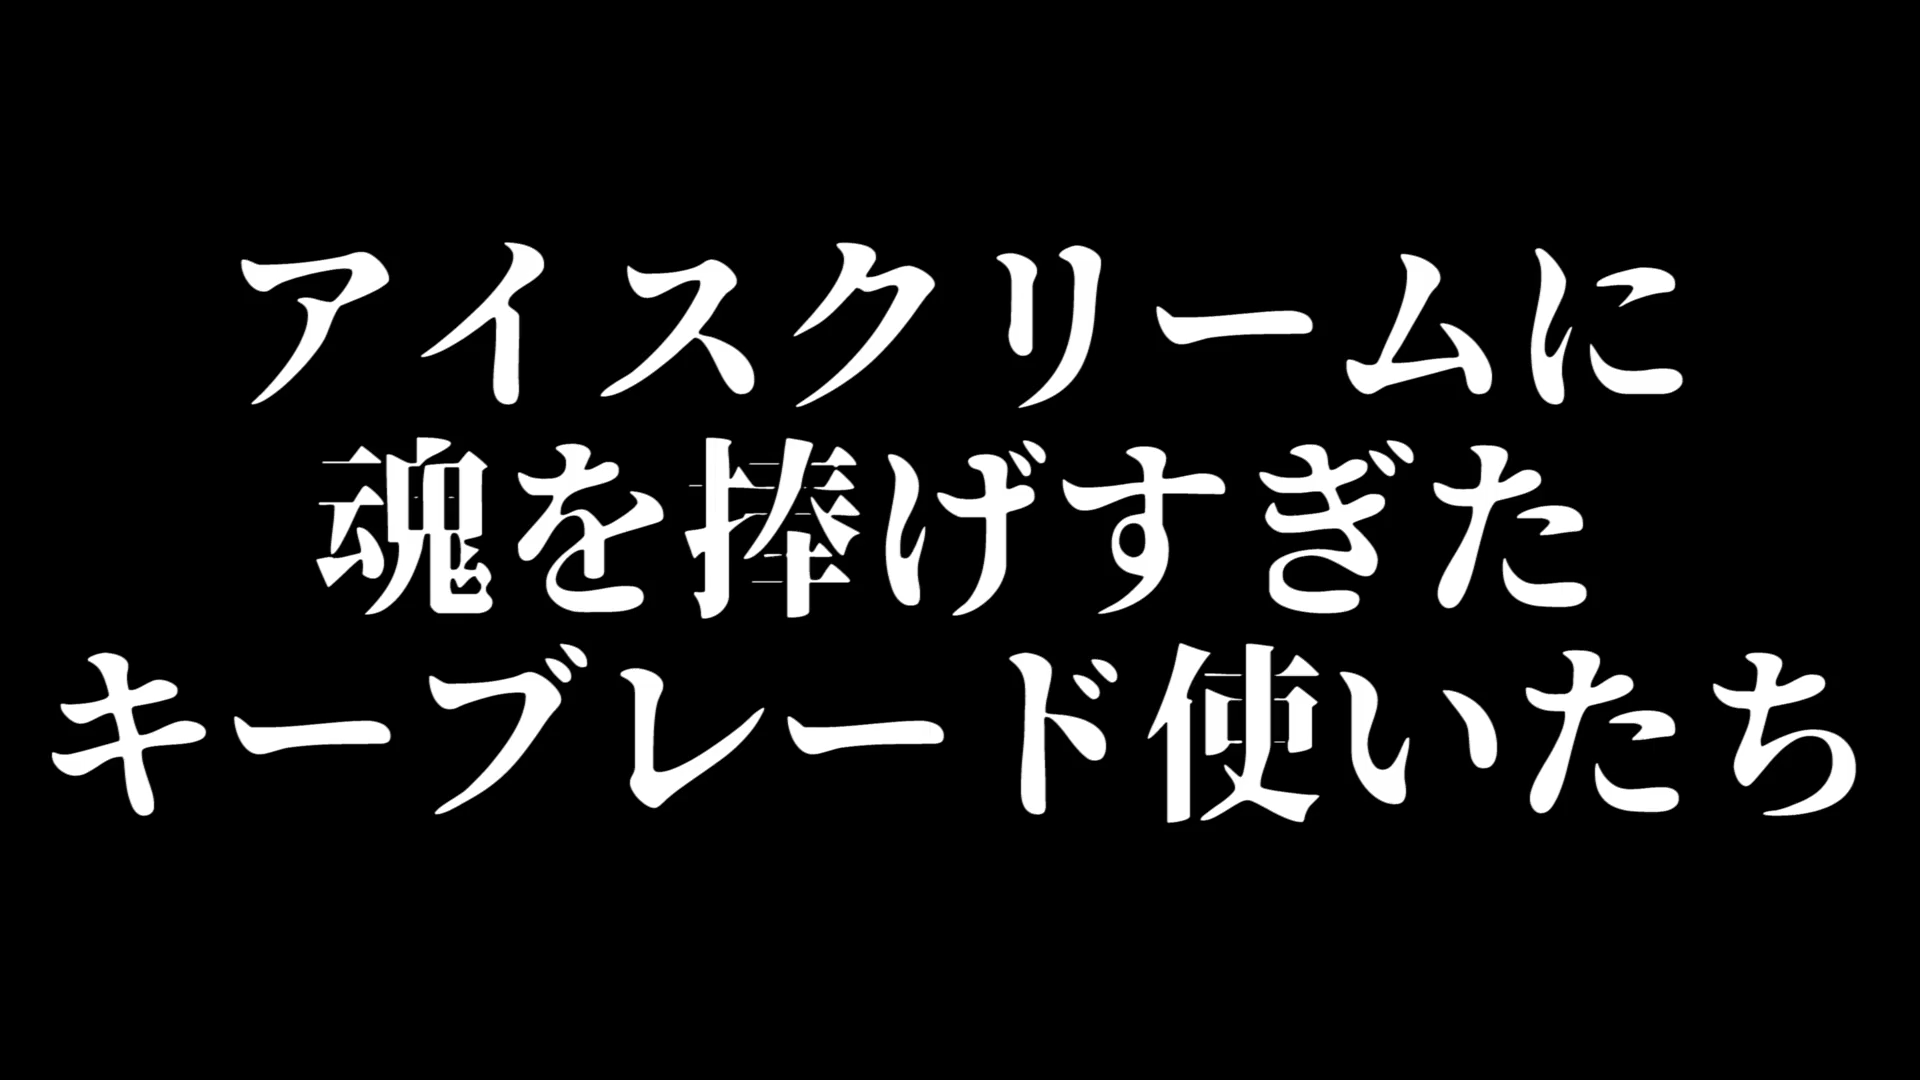 アイスクリームに
魂を捧げすぎた
キーブレード使いたち